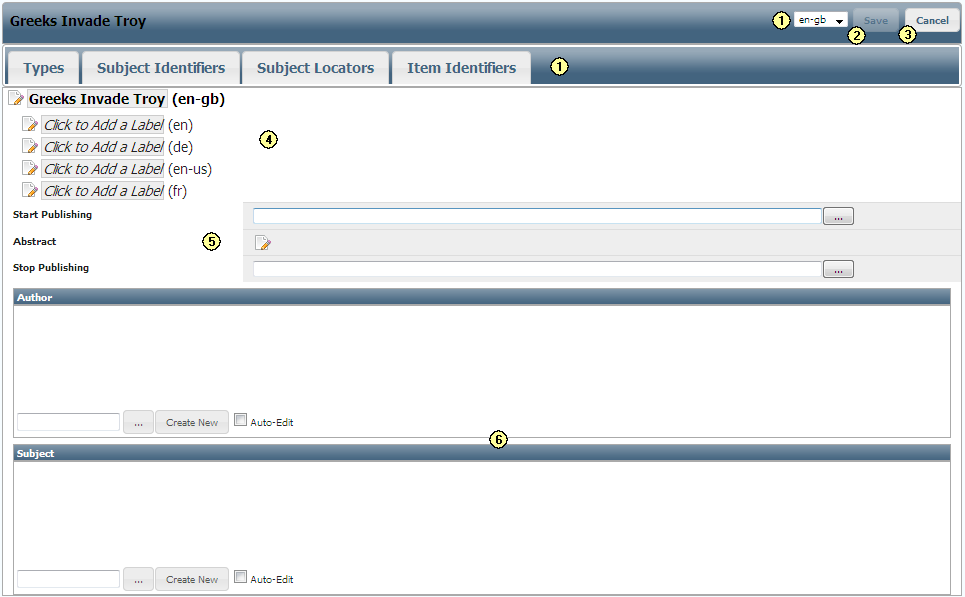 Greeks Invade Troy 1 en-gb Save Cancel
2 3
Types Subject Identifiers Subject Locators Item Identifiers 1
Greeks Invade Troy (en-gb)
Click to Add a Label (en)
4
Click to Add a Label (de)
Click to Add a Label (en-us)
Click to Add a Label (fr)
Start Publishing ...
Abstract 5
Stop Publishing ...
Author
... Create New Auto-Edit
6
Subject
... Create New Auto-Edit